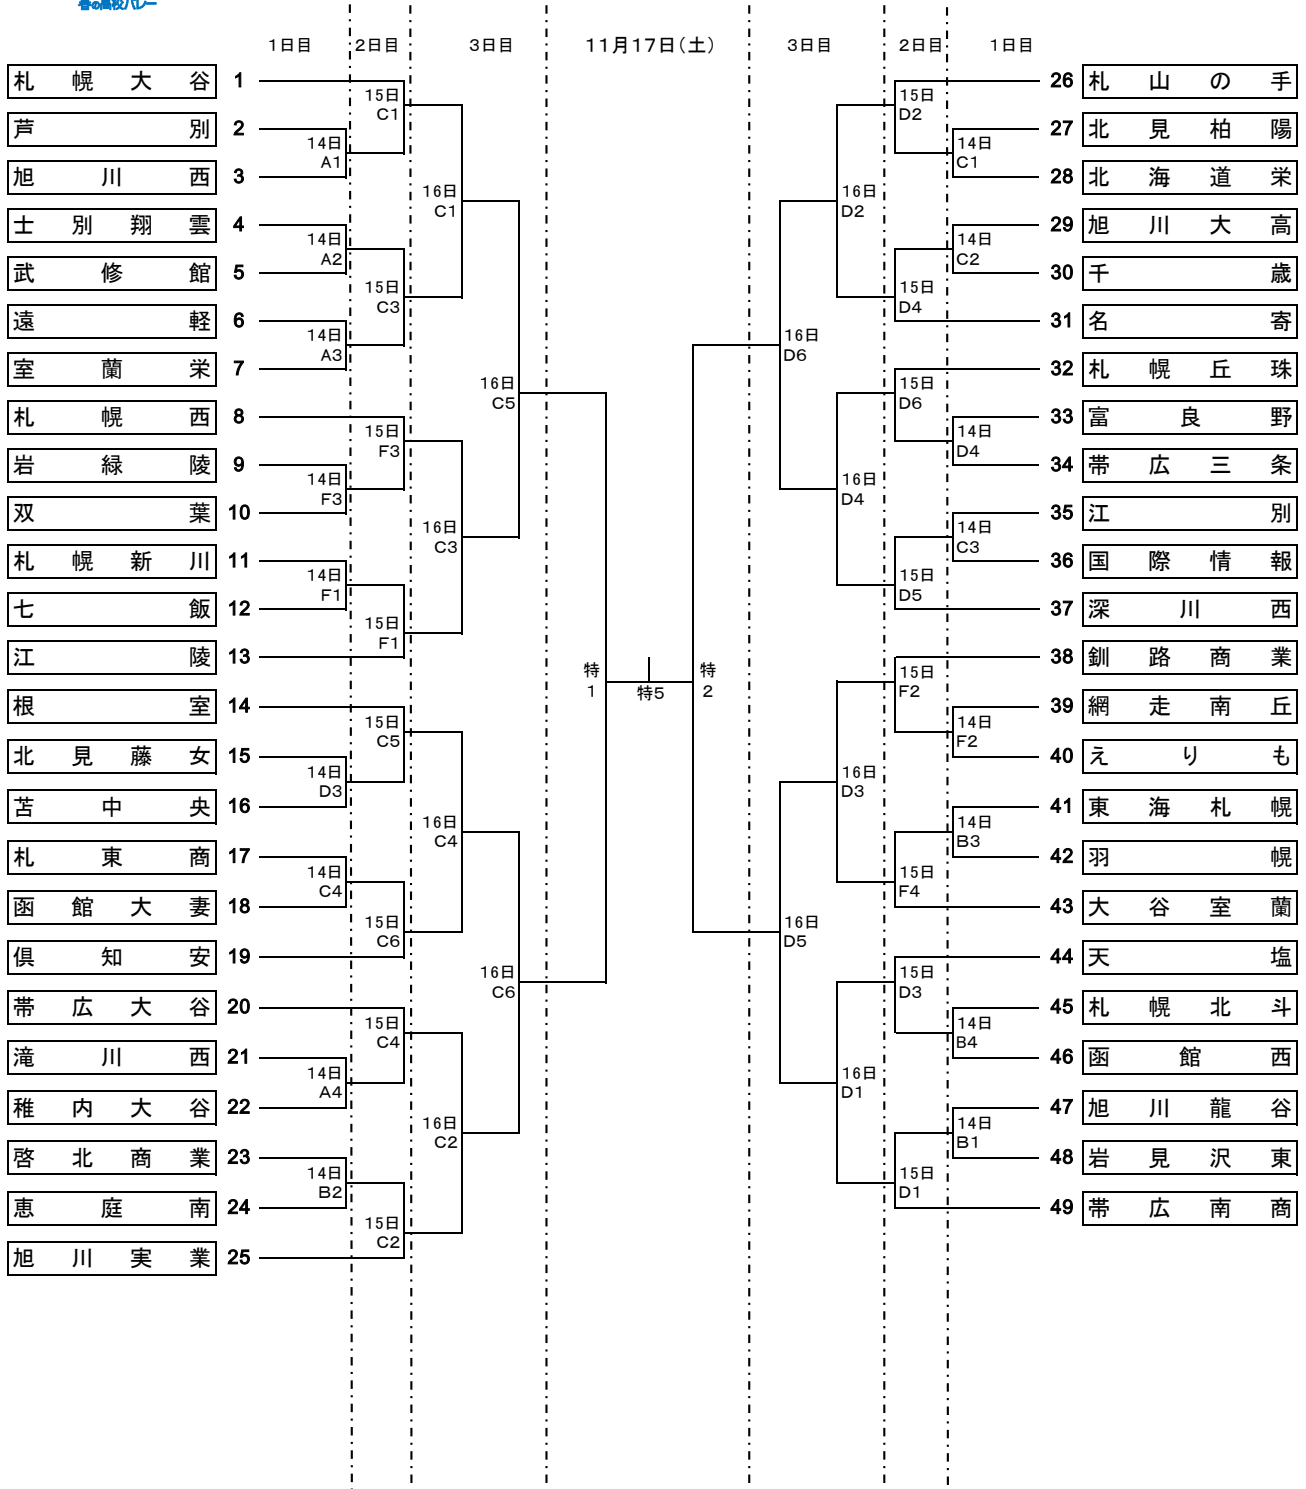 春の高校バレー
1日目 2日目 3日目 11月17日(土) 3日目 2日目 1日目
札幌大谷 1
芦別 2
旭川西 3
士別翔雲 4
武修館 5
遠軽 6
室蘭栄 7
札幌西 8
岩緑陵 9
双葉 10
札幌新川 11
七飯 12
江陵 13
根室 14
北見藤女 15
苫中央 16
札東商 17
函館大妻 18
倶知安 19
帯広大谷 20
滝川西 21
稚内大谷 22
啓北商業 23
恵庭南 24
旭川実業 25
14日
A1
14日
A2
14日
A3
14日
F3
14日
F1
14日
D3
14日
C4
14日
A4
14日
B2
15日
C1
15日
C3
15日
F3
15日
F1
15日
C5
15日
C6
15日
C4
15日
C2
16日
C1
16日
C3
16日
C4
16日
C2
16日
C5
16日
C6
特
1
特5
特
2
16日
D6
16日
D5
16日
D2
16日
D4
16日
D3
16日
D1
15日
D2
15日
D4
15日
D6
15日
D5
15日
F2
15日
F4
15日
D3
15日
D1
14日
C1
14日
C2
14日
D4
14日
C3
14日
F2
14日
B3
14日
B4
14日
B1
26 札山の手
27 北見柏陽
28 北海道栄
29 旭川大高
30 千歳
31 名寄
32 札幌丘珠
33 富良野
34 帯広三条
35 江別
36 国際情報
37 深川西
38 釧路商業
39 網走南丘
40 えりも
41 東海札幌
42 羽幌
43 大谷室蘭
44 天塩
45 札幌北斗
46 函館西
47 旭川龍谷
48 岩見沢東
49 帯広南商